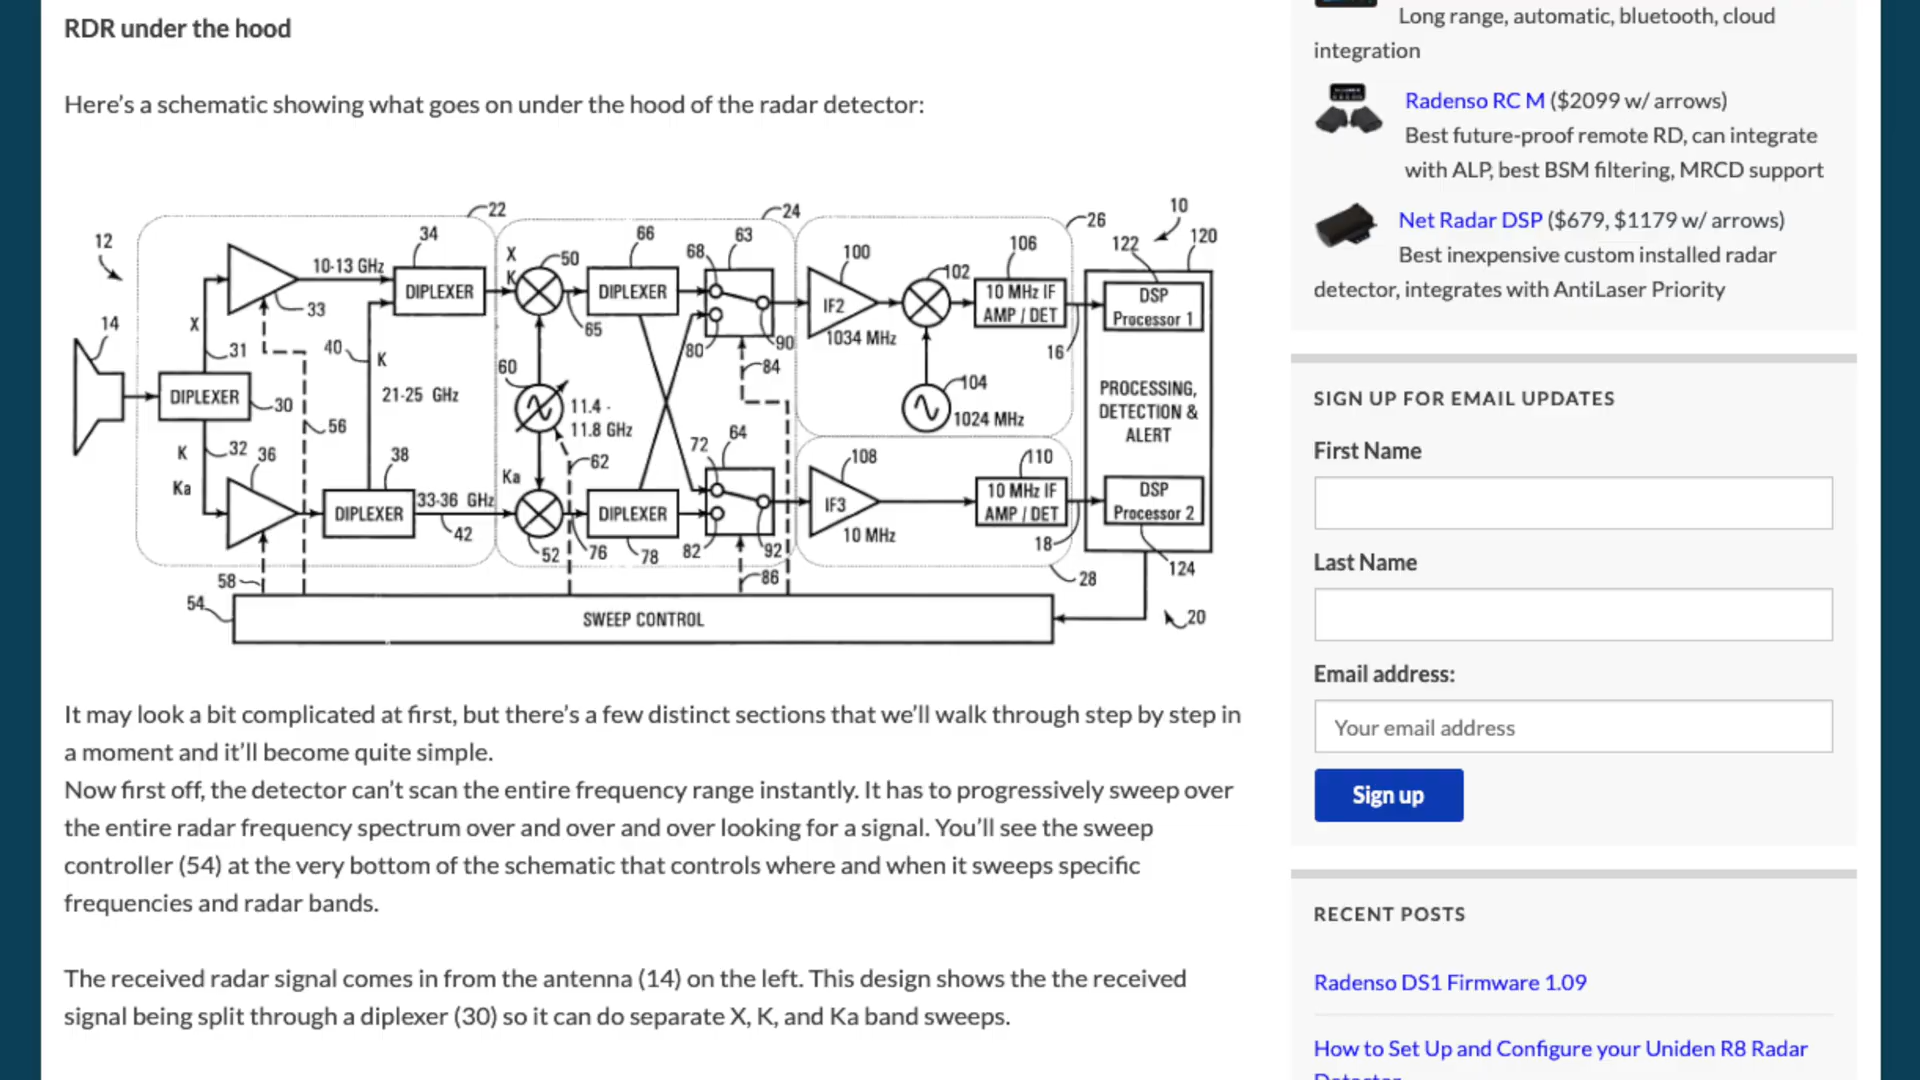 RDR under the hood
Here's a schematic showing what goes on under the hood of the radar detector:
12
14
22
34
33
10-13 GHz
DIPLEXER
X
31
40
K
21-25 GHz
DIPLEXER
30
56
K
Ka
32
36
38
DIPLEXER
33-36 GHz
42
58
54
24
X
K
50
66
DIPLEXER
65
68
63
80
90
84
60
11.4 -
11.8 GHz
62
72
64
Ka
52
76
DIPLEXER
78
82
92
86
26
100
IF2
1034 MHz
102
106
10 MHz IF
AMP / DET
16
104
1024 MHz
108
IF3
10 MHz
110
10 MHz IF
AMP / DET
18
28
10
122
120
DSP
Processor 1
PROCESSING,
DETECTION &
ALERT
DSP
Processor 2
124
20
SWEEP CONTROL
It may look a bit complicated at first, but there's a few distinct sections that we'll walk through step by step in
a moment and it'll become quite simple.
Now first off, the detector can't scan the entire frequency range instantly. It has to progressively sweep over
the entire radar frequency spectrum over and over and over looking for a signal. You'll see the sweep
controller (54) at the very bottom of the schematic that controls where and when it sweeps specific
frequencies and radar bands.
The received radar signal comes in from the antenna (14) on the left. This design shows the the received
signal being split through a diplexer (30) so it can do separate X, K, and Ka band sweeps.
Long range, automatic, bluetooth, cloud
integration
Radenso RC M ($2099 w/ arrows)
Best future-proof remote RD, can integrate
with ALP, best BSM filtering, MRCD support
Net Radar DSP ($679, $1179 w/ arrows)
Best inexpensive custom installed radar
detector, integrates with AntiLaser Priority
SIGN UP FOR EMAIL UPDATES
First Name
Last Name
Email address:
Your email address
Sign up
RECENT POSTS
Radenso DS1 Firmware 1.09
How to Set Up and Configure your Uniden R8 Radar